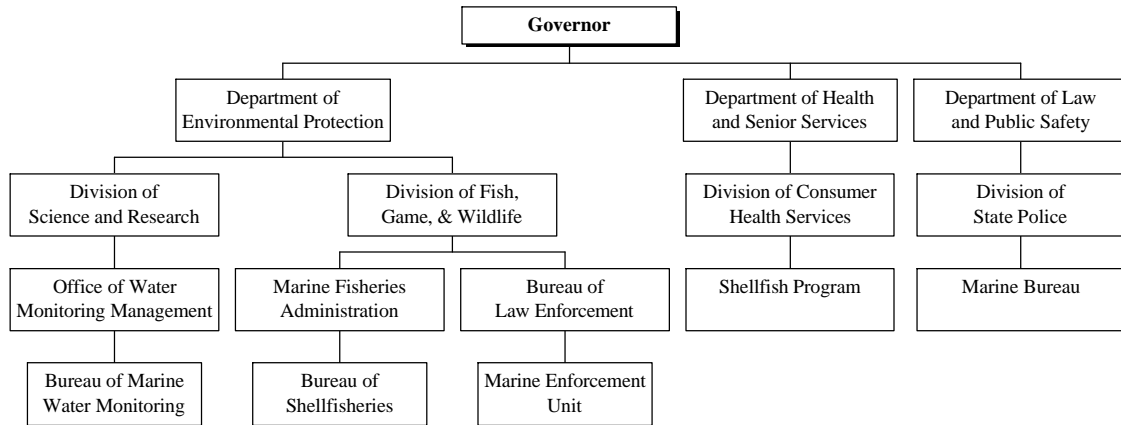 Governor
Department of
Environmental Protection
Department of Health
and Senior Services
Department of Law
and Public Safety
Division of
Science and Research
Division of Fish,
Game, & Wildlife
Division of Consumer
Health Services
Division of
State Police
Office of Water
Monitoring Management
Marine Fisheries
Administration
Bureau of
Law Enforcement
Shellfish Program
Marine Bureau
Bureau of Marine
Water Monitoring
Bureau of
Shellfisheries
Marine Enforcement
Unit